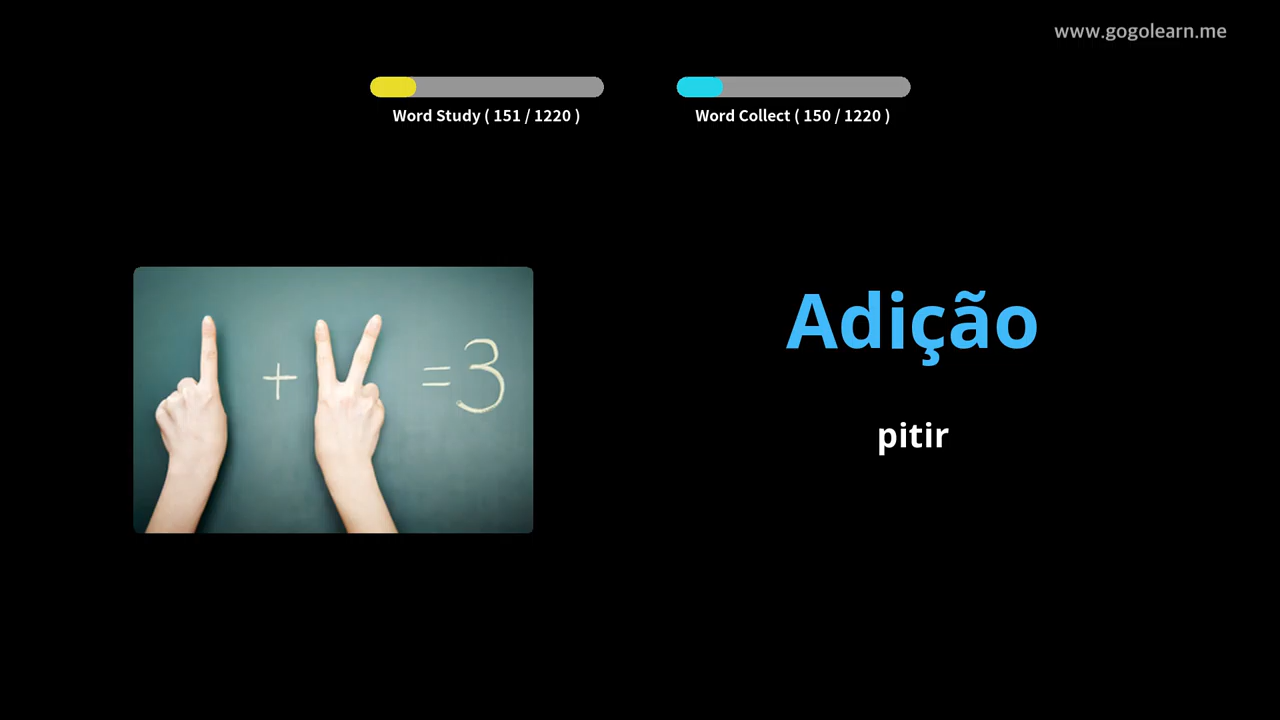 www.gogolearn.me
Word Study ( 151 / 1220 )
Word Collect ( 150 / 1220 )
+ = 3
Adição
pitir